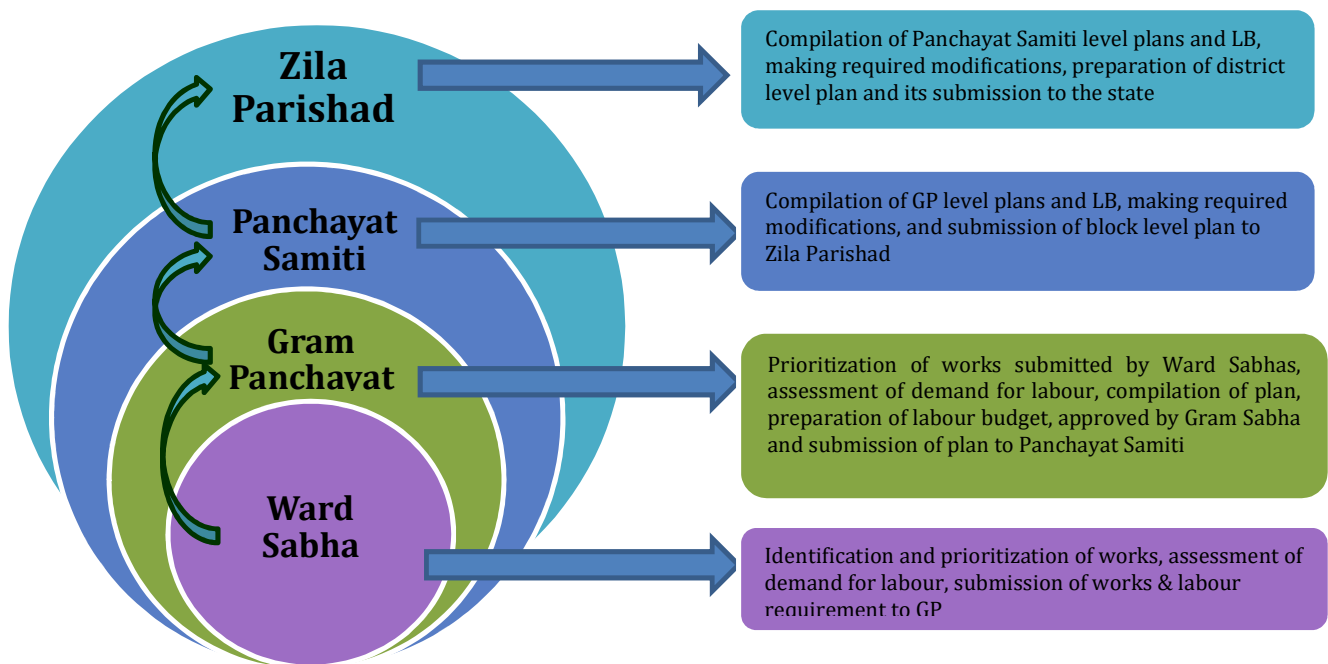 Zila
Parishad
Compilation of Panchayat Samiti level plans and LB,
making required modifications, preparation of district
level plan and its submission to the state
Panchayat
Samiti
Compilation of GP level plans and LB, making required
modifications, and submission of block level plan to
Zila Parishad
Gram
Panchayat
Prioritization of works submitted by Ward Sabhas,
assessment of demand for labour, compilation of plan,
preparation of labour budget, approved by Gram Sabha
and submission of plan to Panchayat Samiti
Ward
Sabha
Identification and prioritization of works, assessment of
demand for labour, submission of works & labour
requirement to GP